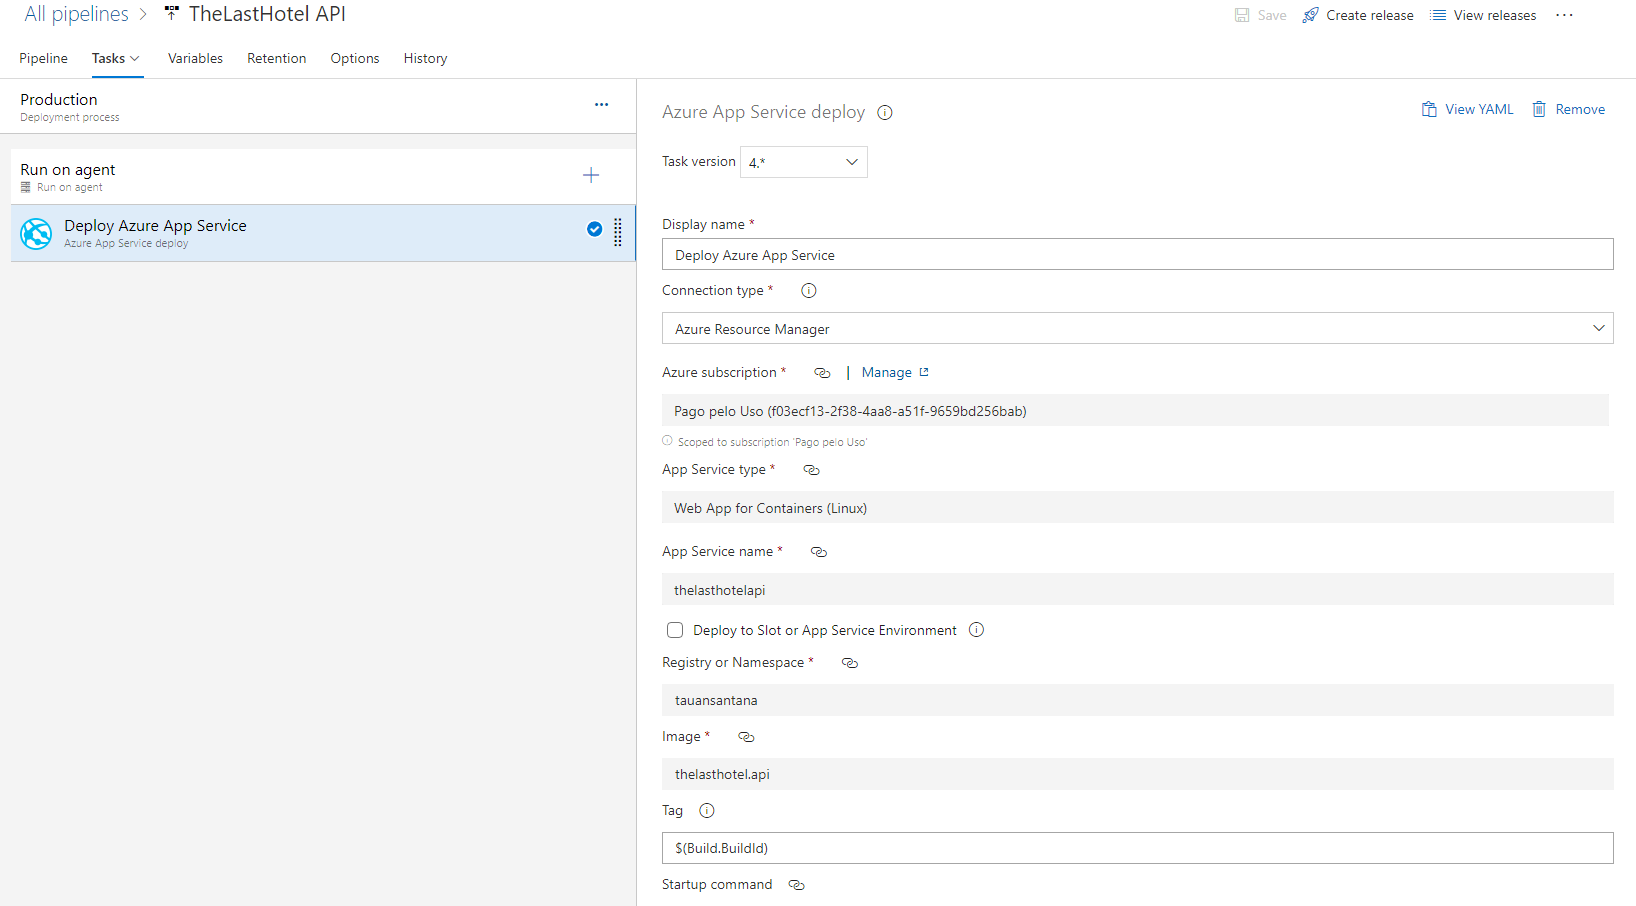 All pipelines > TheLastHotel API
Save Create release View releases ...
Pipeline Tasks Variables Retention Options History
Production
Deployment process
...
Run on agent
Run on agent
Deploy Azure App Service
Azure App Service deploy
Azure App Service deploy
View YAML Remove
Task version 4.*
Display name *
Deploy Azure App Service
Connection type *
Azure Resource Manager
Azure subscription * | Manage
Pago pelo Uso (f03ecf13-2f38-4aa8-a51f-9659bd256bab)
Scoped to subscription 'Pago pelo Uso'
App Service type *
Web App for Containers (Linux)
App Service name *
thelasthotelapi
Deploy to Slot or App Service Environment
Registry or Namespace *
tauansantana
Image *
thelasthotel.api
Tag
$(Build.BuildId)
Startup command